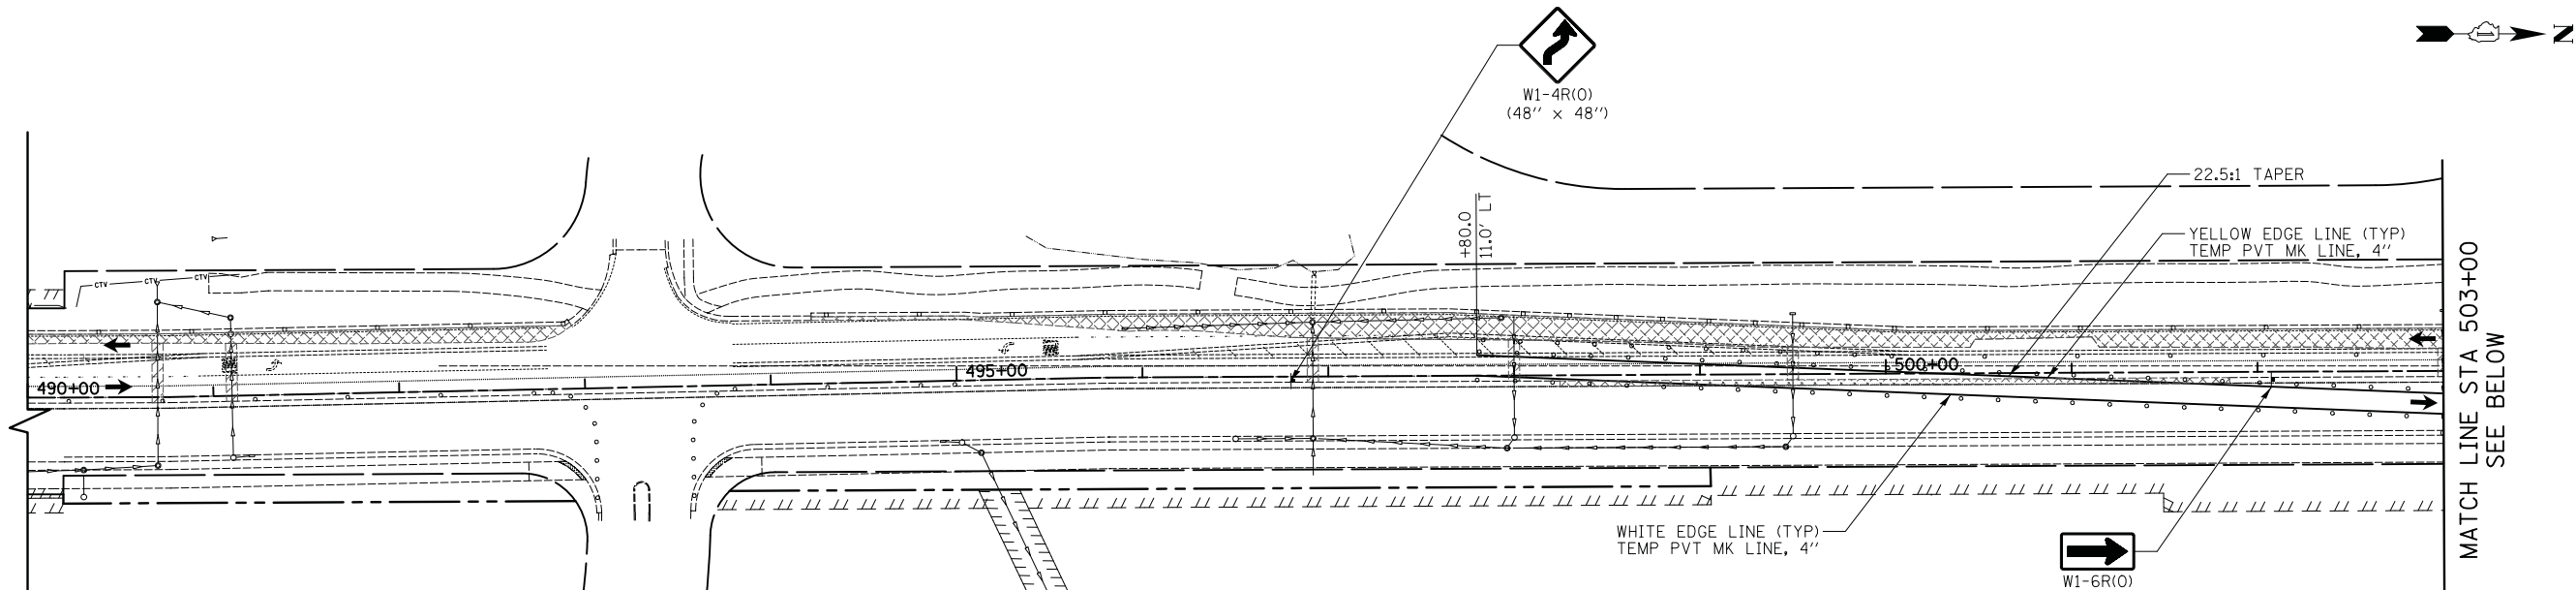 N
W1-4R(O)
(48" x 48")
22.5:1 TAPER
+80.0
11.0' LT
YELLOW EDGE LINE (TYP)
TEMP PVT MK LINE, 4"
CTV
CTV
CTV
490+00
495+00
500+00
MATCH LINE STA 503+00
SEE BELOW
WHITE EDGE LINE (TYP)
TEMP PVT MK LINE, 4"
W1-6R(O)